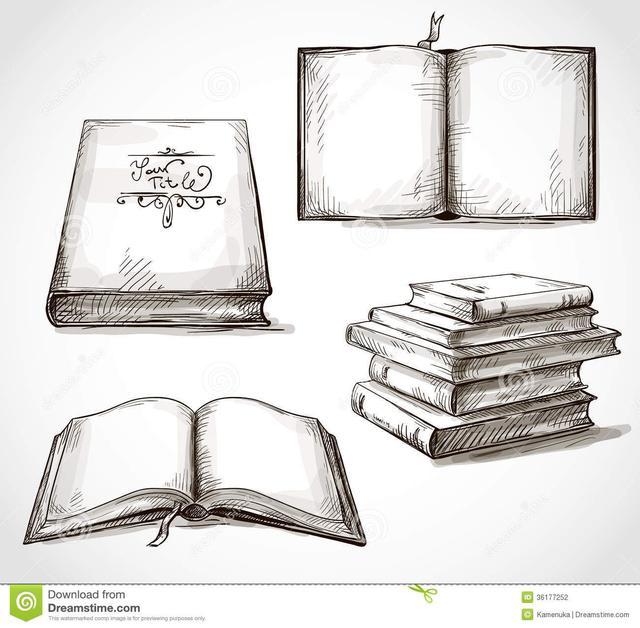 Your
Title
Download from
Dreamstime.com
This watermarked comp image is for previewing purposes only.
ID 36177252
© Kamenuka | Dreamstime.com